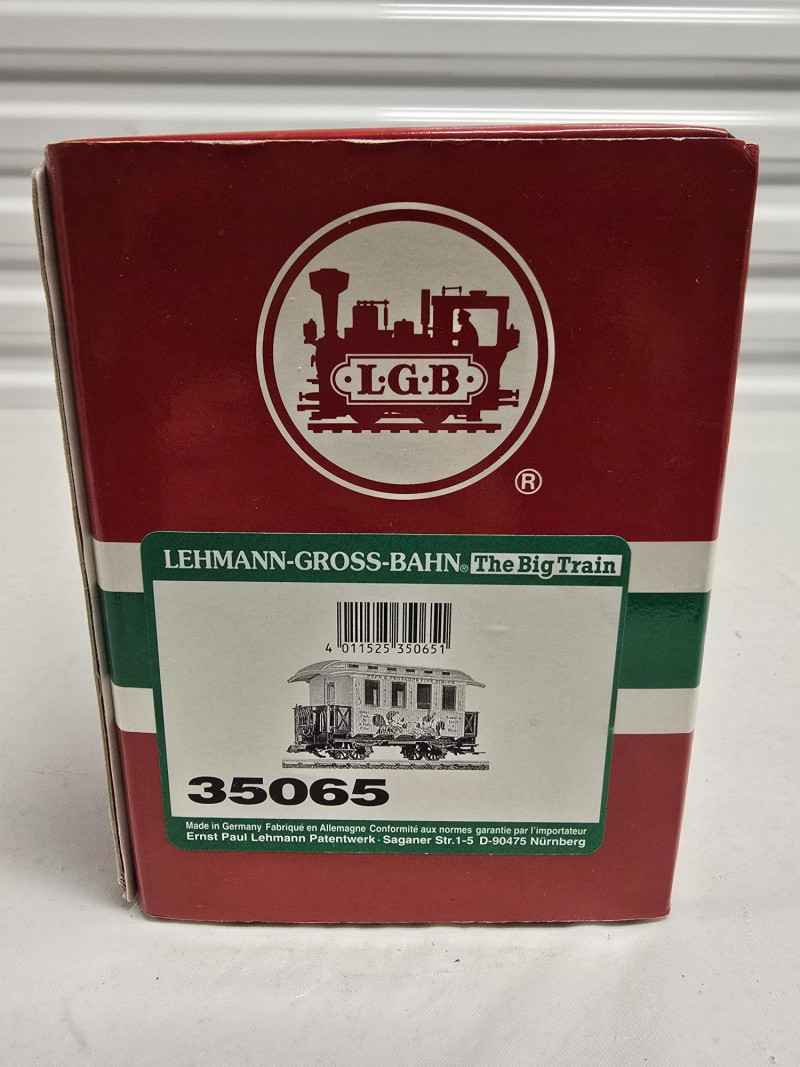 L·G·B
®
LEHMANN-GROSS-BAHN® The Big Train
4 011525 350651
35065
Made in Germany Fabriqué en Allemagne Conformité aux normes garantie par l'importateur
Ernst Paul Lehmann Patentwerk · Saganer Str.1-5 D-90475 Nürnberg